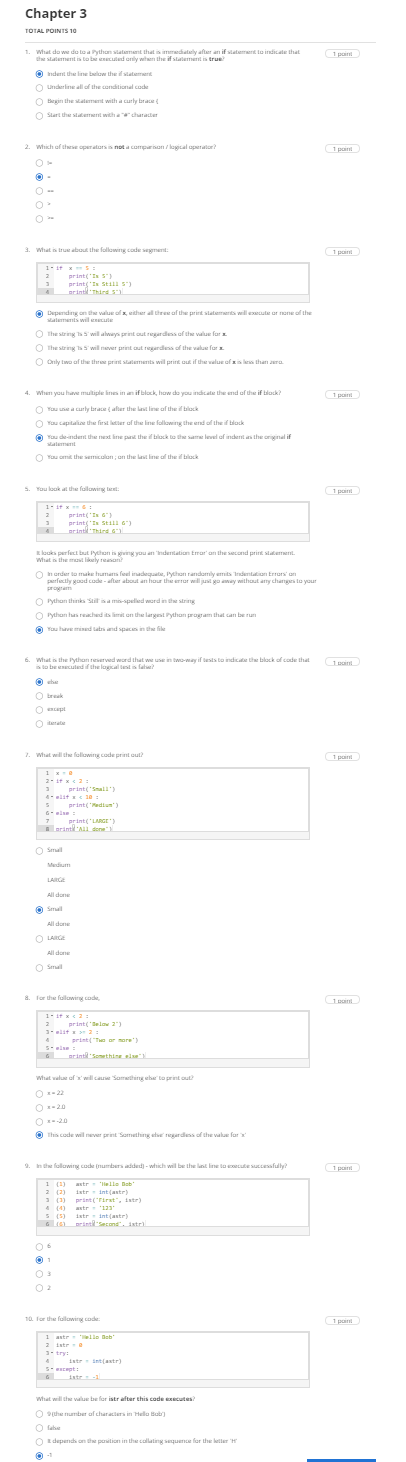 Chapter 3
TOTAL POINTS 10
1. What do we do to a Python statement that is immediately after an if statement to indicate that
the statement is to be executed only when the if statement is true?
1 point
Indent the line below the if statement
Underline all of the conditional code
Begin the statement with a curly brace {
Start the statement with a "#" character
2. Which of these operators is not a comparison / logical operator?
1 point
!=
=
==
>=
3. What is true about the following code segment:
1 point
1 if x == 5 :
2 print('Is 5')
3 print('Is Still 5')
4 print('Third 5')
Depending on the value of x, either all three of the print statements will execute or none of the
statements will execute
The string 'Is 5' will always print out regardless of the value for x.
The string 'Is 5' will never print out regardless of the value for x.
Only two of the three print statements will print out if the value of x is less than zero.
4. When you have multiple lines in an if block, how do you indicate the end of the if block?
1 point
You use a curly brace { after the last line of the if block
You capitalize the first letter of the line following the end of the if block
You de-indent the next line past the if block to the same level of indent as the original if
statement
You omit the semicolon ; on the last line of the if block
5. You look at the following text:
1 point
1 if x == 6 :
2 print('Is 6')
3 print('Is Still 6')
4 print('Third 6')
It looks perfect but Python is giving you an 'Indentation Error' on the second print statement.
What is the most likely reason?
In order to make humans feel inadequate, Python randomly emits 'Indentation Errors' on
perfectly good code - after about an hour the error will just go away without any changes to your
program
Python thinks 'Still' is a mis-spelled word in the string
Python has reached its limit on the largest Python program that can be run
You have mixed tabs and spaces in the file
6. What is the Python reserved word that we use in two-way if tests to indicate the block of code that
is to be executed if the logical test is false?
1 point
else
break
except
iterate
7. What will the following code print out?
1 point
1 x = 0
2 if x < 2 :
3 print('Small')
4 elif x < 10 :
5 print('Medium')
6 else :
7 print('LARGE')
8 print('All done')
Small
Medium
LARGE
All done
Small
All done
LARGE
All done
Small
8. For the following code,
1 point
1 if x < 2 :
2 print('Below 2')
3 elif x >= 2 :
4 print('Two or more')
5 else :
6 print('Something else')
What value of 'x' will cause 'Something else' to print out?
x = 22
x = 2.0
x = -2.0
This code will never print 'Something else' regardless of the value for 'x'
9. In the following code (numbers added) - which will be the last line to execute successfully?
1 point
1 (1) astr = 'Hello Bob'
2 (2) istr = int(astr)
3 (3) print('First', istr)
4 (4) astr = '123'
5 (5) istr = int(astr)
6 (6) print('Second', istr)
6
1
3
2
10. For the following code:
1 point
1 astr = 'Hello Bob'
2 istr = 0
3 try:
4 istr = int(astr)
5 except:
6 istr = -1
What will the value be for istr after this code executes?
9 (the number of characters in 'Hello Bob')
false
It depends on the position in the collating sequence for the letter 'H'
-1